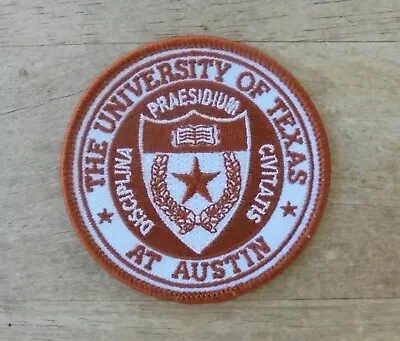 THE UNIVERSITY OF TEXAS
AT AUSTIN
DISCIPLINA
PRAESIDIUM
CIVITATIS